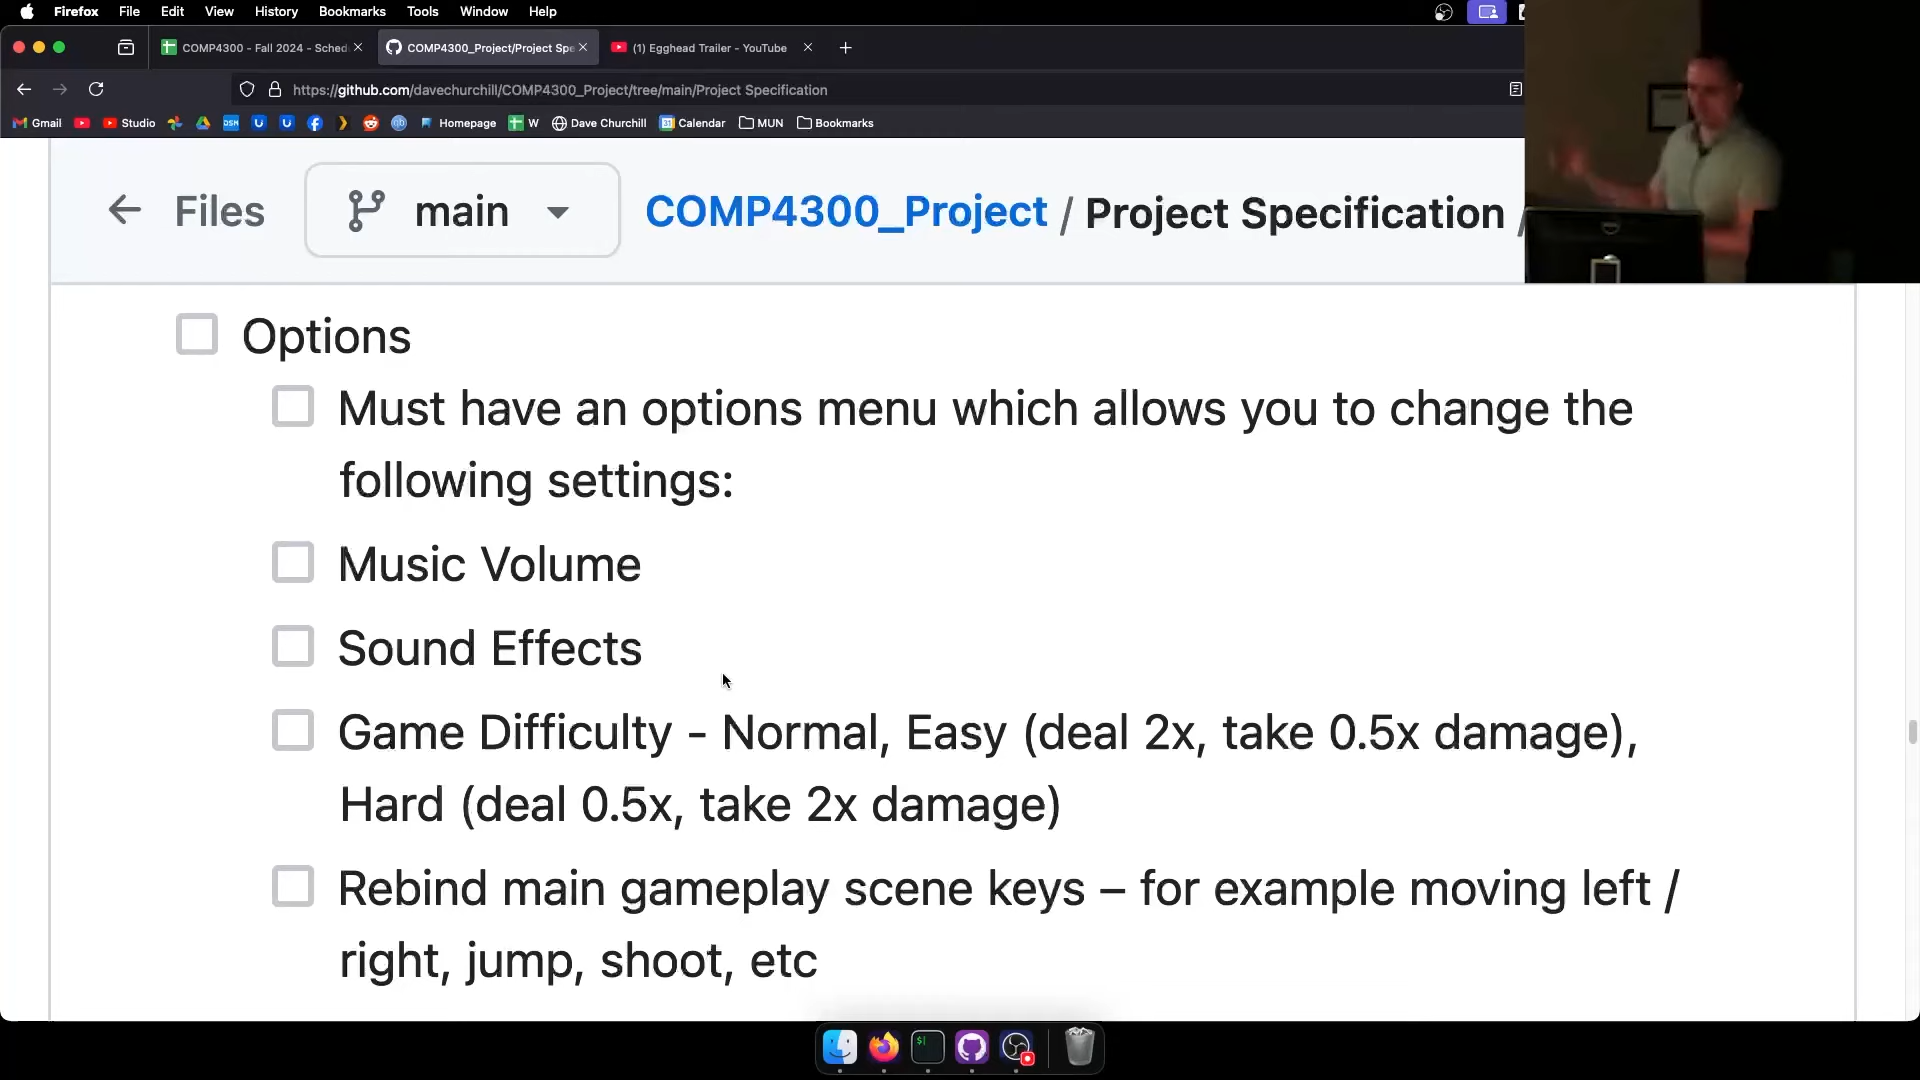 Firefox File Edit View History Bookmarks Tools Window Help
COMP4300 - Fall 2024 - Sched
COMP4300_Project/Project Spe
(1) Egghead Trailer - YouTube
https://github.com/davechurchill/COMP4300_Project/tree/main/Project Specification
Gmail Studio DSM U U Homepage W Dave Churchill Calendar MUN Bookmarks
Files main COMP4300_Project / Project Specification /
Options
Must have an options menu which allows you to change the
following settings:
Music Volume
Sound Effects
Game Difficulty - Normal, Easy (deal 2x, take 0.5x damage),
Hard (deal 0.5x, take 2x damage)
Rebind main gameplay scene keys – for example moving left /
right, jump, shoot, etc